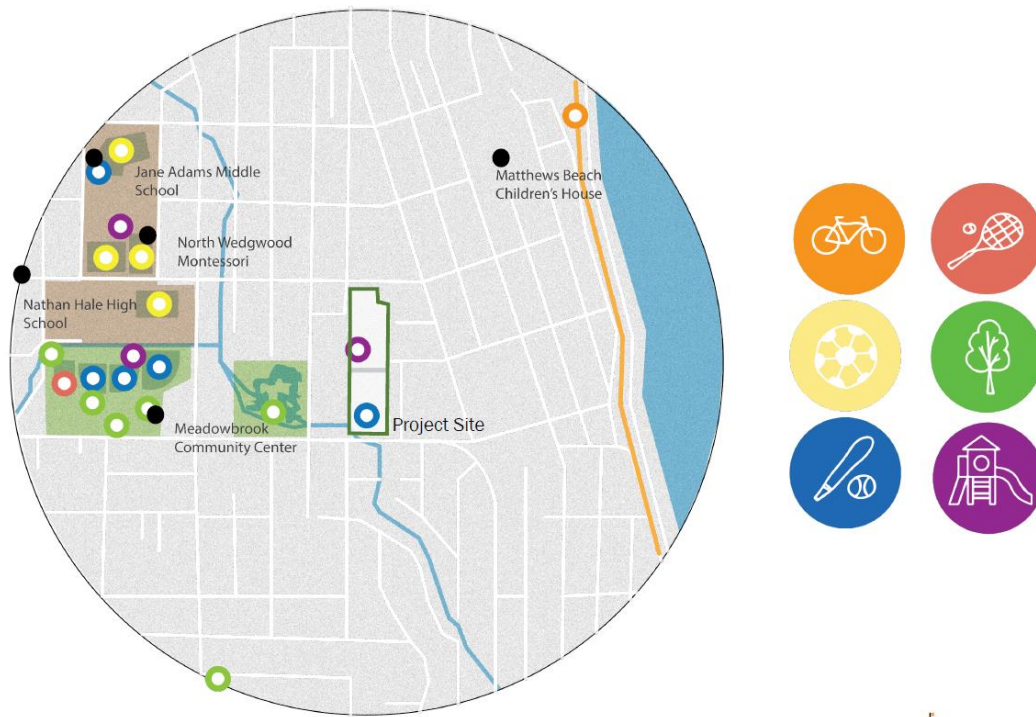 Jane Adams Middle
School
Matthews Beach
Children's House
North Wedgwood
Montessori
Nathan Hale High
School
Project Site
Meadowbrook
Community Center